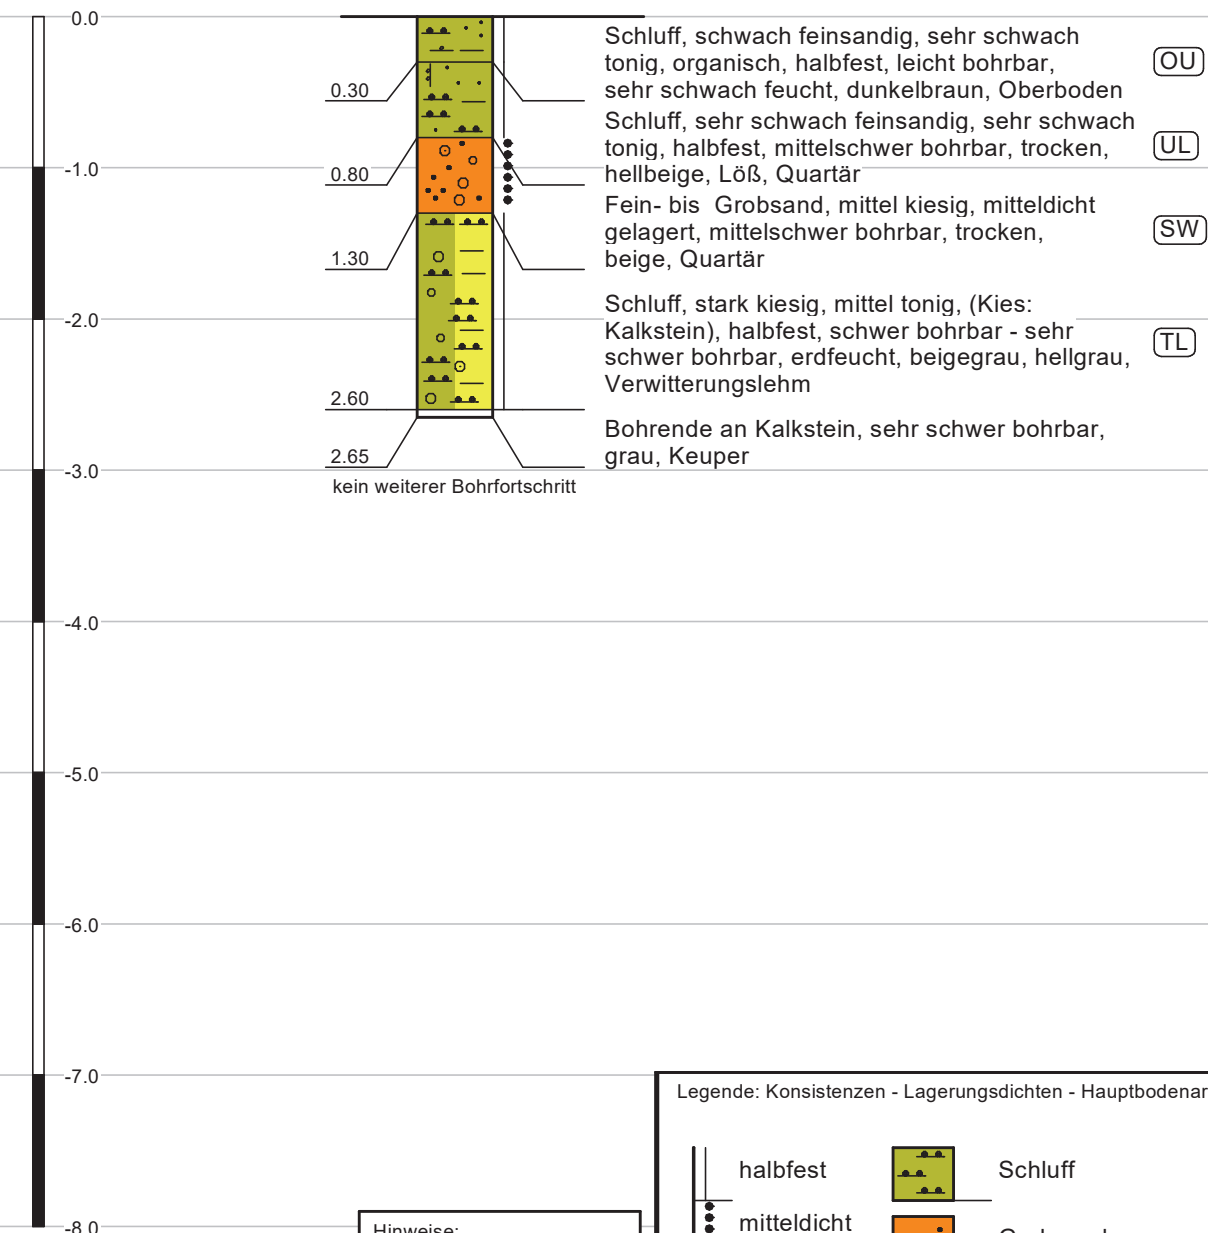 0.0
Schluff, schwach feinsandig, sehr schwach
tonig, organisch, halbfest, leicht bohrbar,
sehr schwach feucht, dunkelbraun, Oberboden
OU
0.30
Schluff, sehr schwach feinsandig, sehr schwach
tonig, halbfest, mittelschwer bohrbar, trocken,
hellbeige, Löß, Quartär
UL
-1.0
0.80
Fein- bis Grobsand, mittel kiesig, mitteldicht
gelagert, mittelschwer bohrbar, trocken,
beige, Quartär
SW
1.30
Schluff, stark kiesig, mittel tonig, (Kies:
Kalkstein), halbfest, schwer bohrbar - sehr
schwer bohrbar, erdfeucht, beigegrau, hellgrau,
Verwitterungslehm
TL
-2.0
2.60
Bohrende an Kalkstein, sehr schwer bohrbar,
grau, Keuper
2.65
-3.0
kein weiterer Bohrfortschritt
-4.0
-5.0
-6.0
-7.0
Legende: Konsistenzen - Lagerungsdichten - Hauptbodenar
halbfest
Schluff
mitteldicht
-8.0
Hinweise: